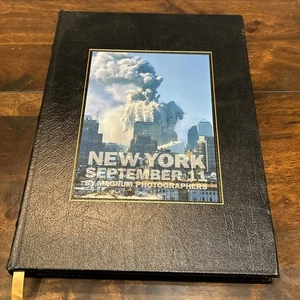 NEW YORK
SEPTEMBER 11
BY MAGNUM PHOTOGRAPHERS